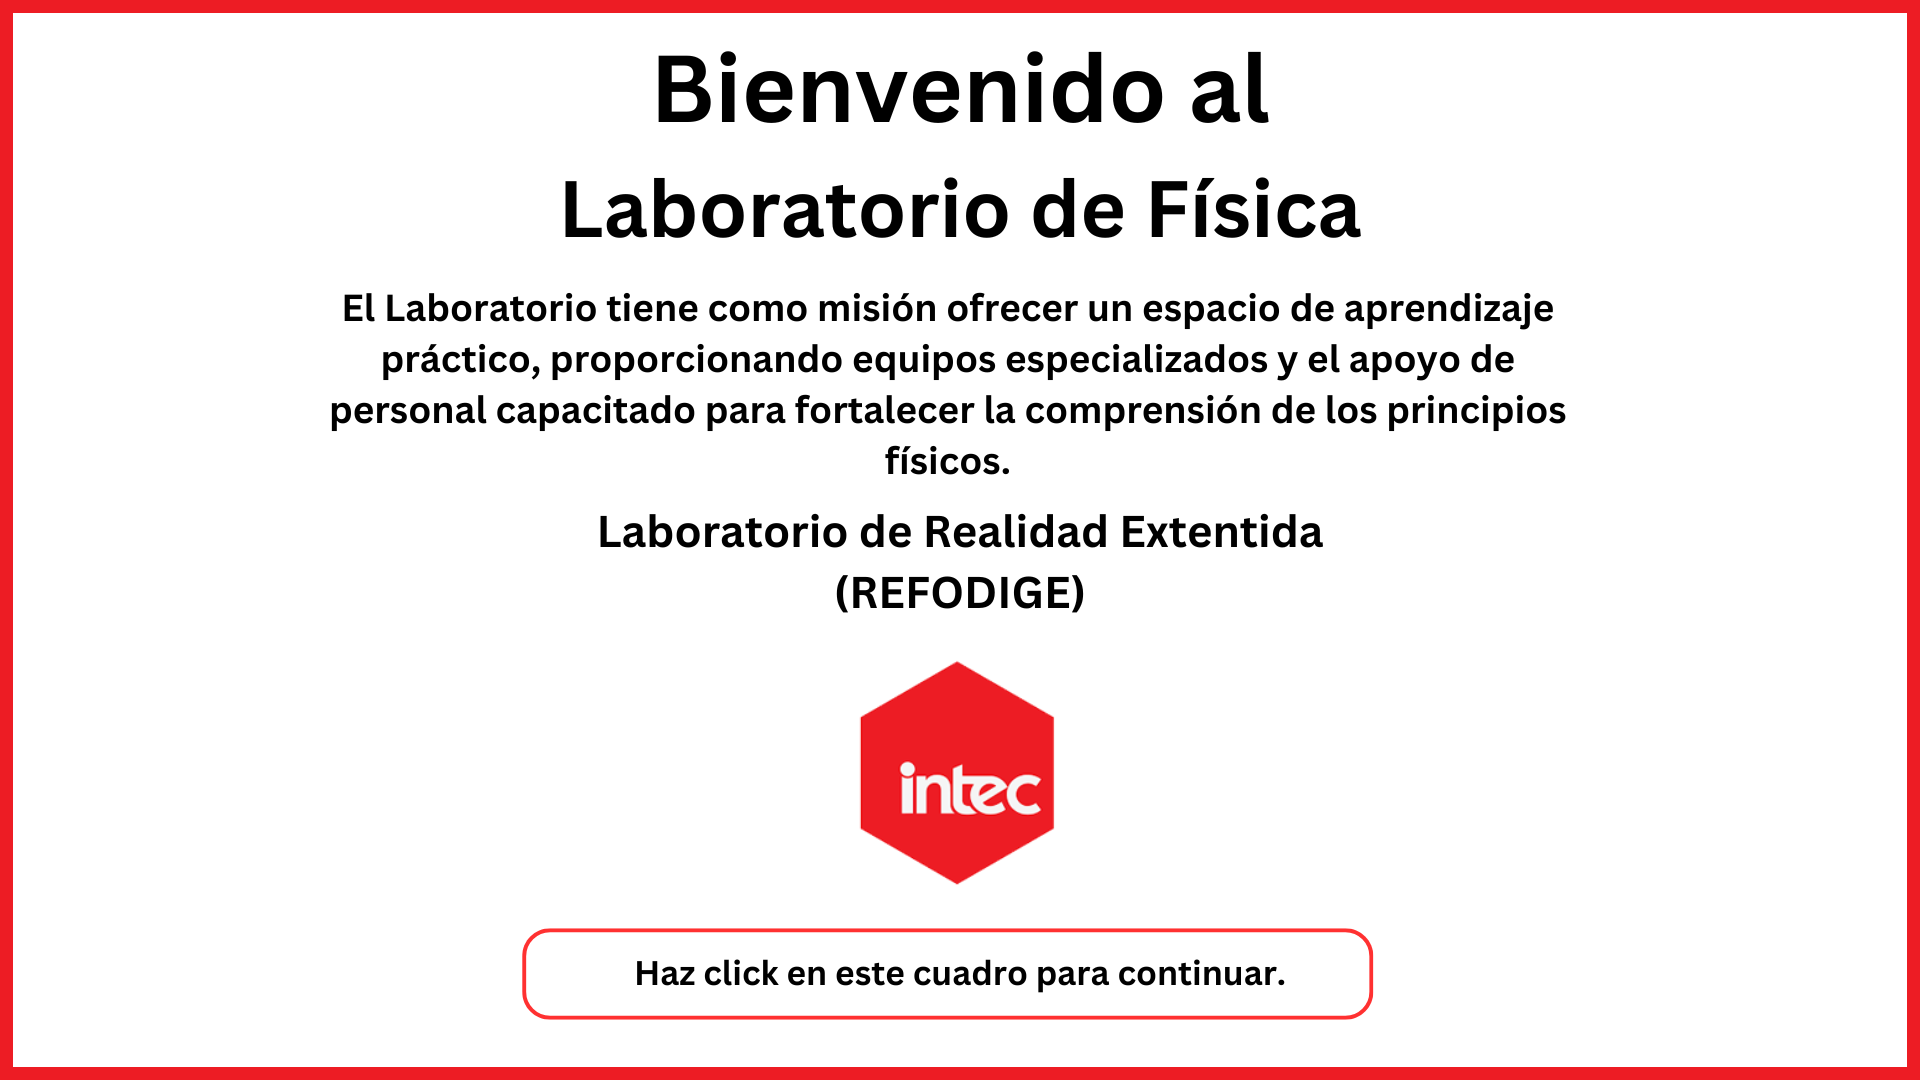 Bienvenido al
Laboratorio de Física
El Laboratorio tiene como misión ofrecer un espacio de aprendizaje
práctico, proporcionando equipos especializados y el apoyo de
personal capacitado para fortalecer la comprensión de los principios
físicos.
Laboratorio de Realidad Extentida
(REFODIGE)
intec
Haz click en este cuadro para continuar.